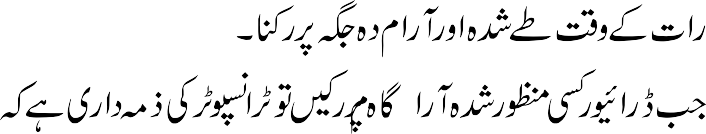 رات کے وقت طے شدہ اور آرام دہ جگہ پر رکنا۔
جب ڈرائیور کسی منظور شدہ آرام گاہ پر رکیں تو ٹرانسپوٹر کی ذمہ داری ہے کہ